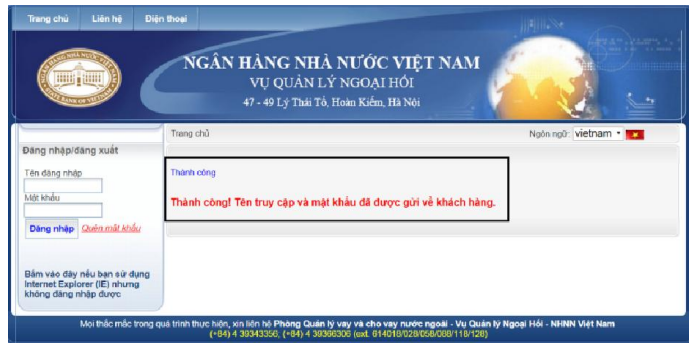 Trang chủ Liên hệ Điện thoại
NGÂN HÀNG NHÀ NƯỚC VIỆT NAM
VỤ QUẢN LÝ NGOẠI HỐI
47 - 49 Lý Thái Tổ, Hoàn Kiếm, Hà Nội
Trang chủ
Ngôn ngữ: vietnam
Đăng nhập/đăng xuất
Tên đăng nhập
Mật khẩu
Đăng nhập Quên mật khẩu
Bấm vào đây nếu bạn sử dụng
Internet Explorer (IE) nhưng
không đăng nhập được
Thành công
Thành công! Tên truy cập và mật khẩu đã được gửi về khách hàng.
Mọi thắc mắc trong quá trình thực hiện, xin liên hệ Phòng Quản lý vay và cho vay nước ngoài - Vụ Quản lý Ngoại Hối - NHNN Việt Nam
(+84) 4 39343356, (+84) 4 39366306 (ext: 614018/028/058/088/118/128)